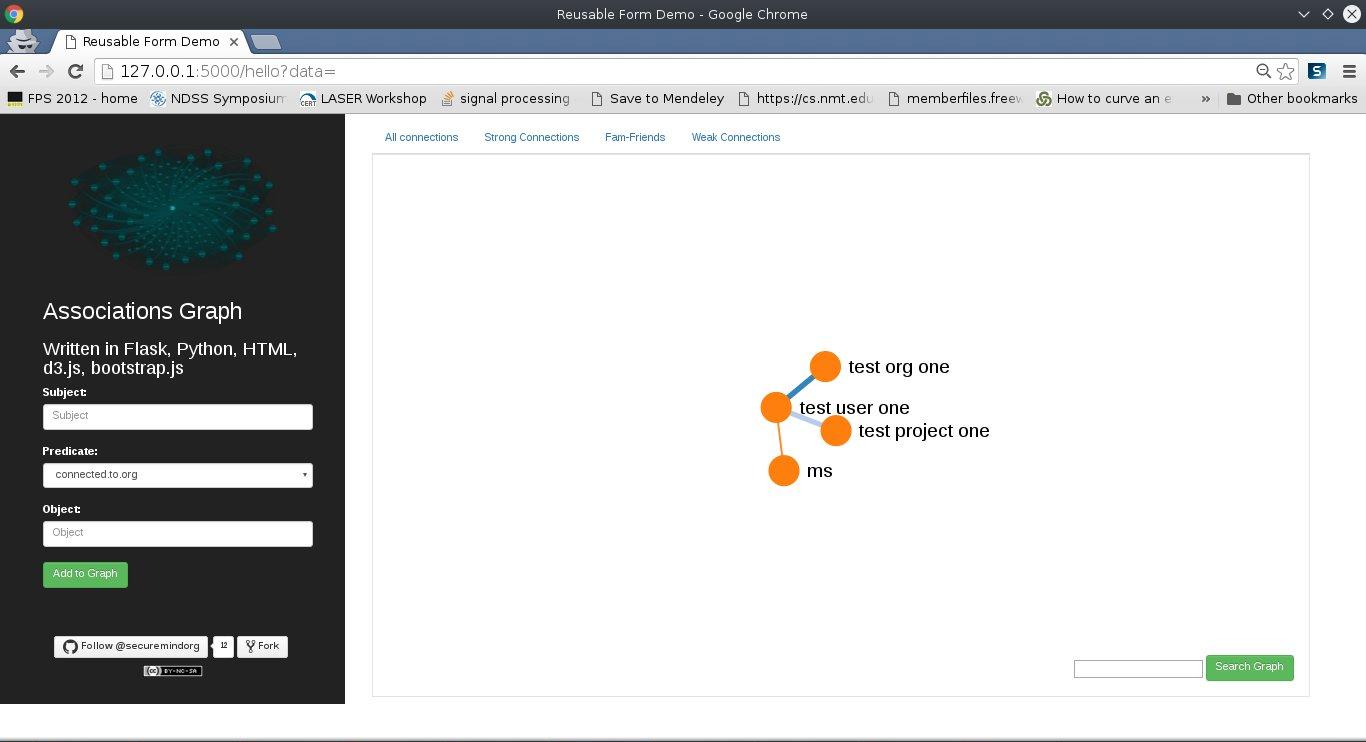 Reusable Form Demo - Google Chrome
Reusable Form Demo
127.0.0.1:5000/hello?data=
FPS 2012 - home
NDSS Symposium
CERT
LASER Workshop
signal processing
Save to Mendeley
https://cs.nmt.edu
memberfiles.freew
How to curve an e
»
Other bookmarks
All connections
Strong Connections
Fam-Friends
Weak Connections
Associations Graph
Written in Flask, Python, HTML,
d3.js, bootstrap.js
Subject:
Subject
Predicate:
connected.to.org
Object:
Object
Add to Graph
Follow @securemindorg
12
Fork
BY-NC-SA
test org one
test user one
test project one
ms
Search Graph